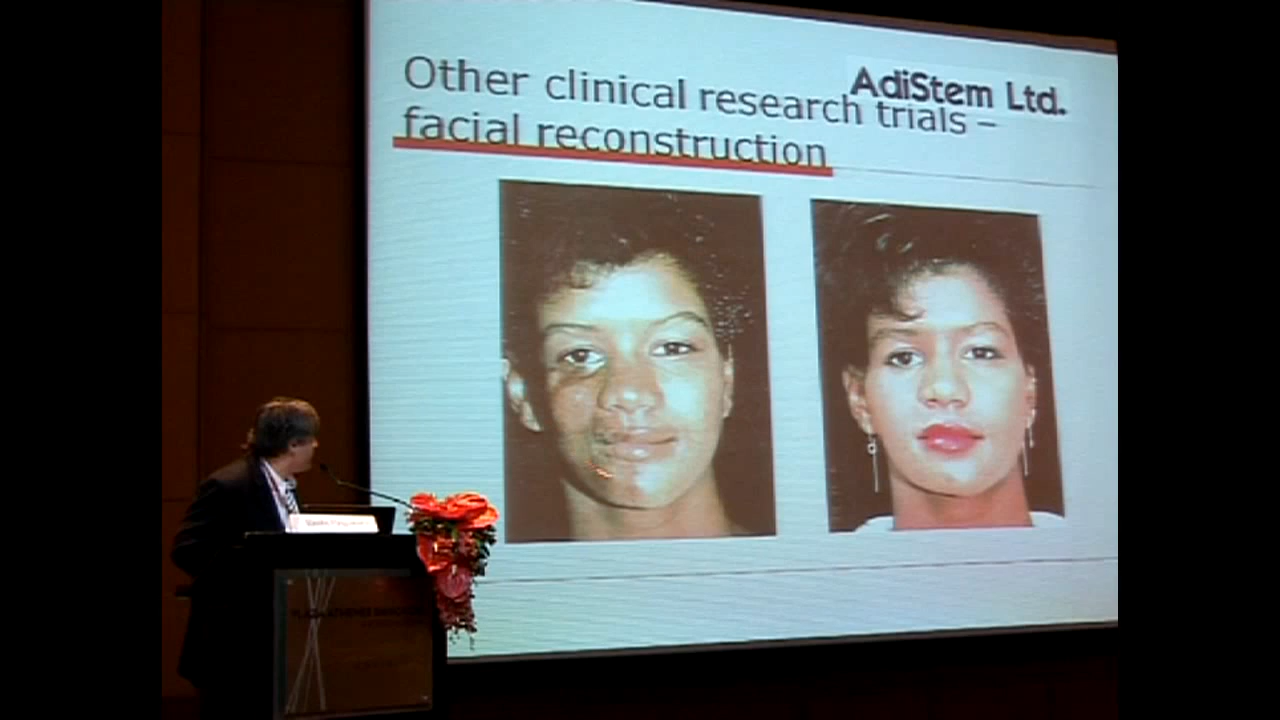 AdiStem Ltd.
Other clinical research trials –
facial reconstruction